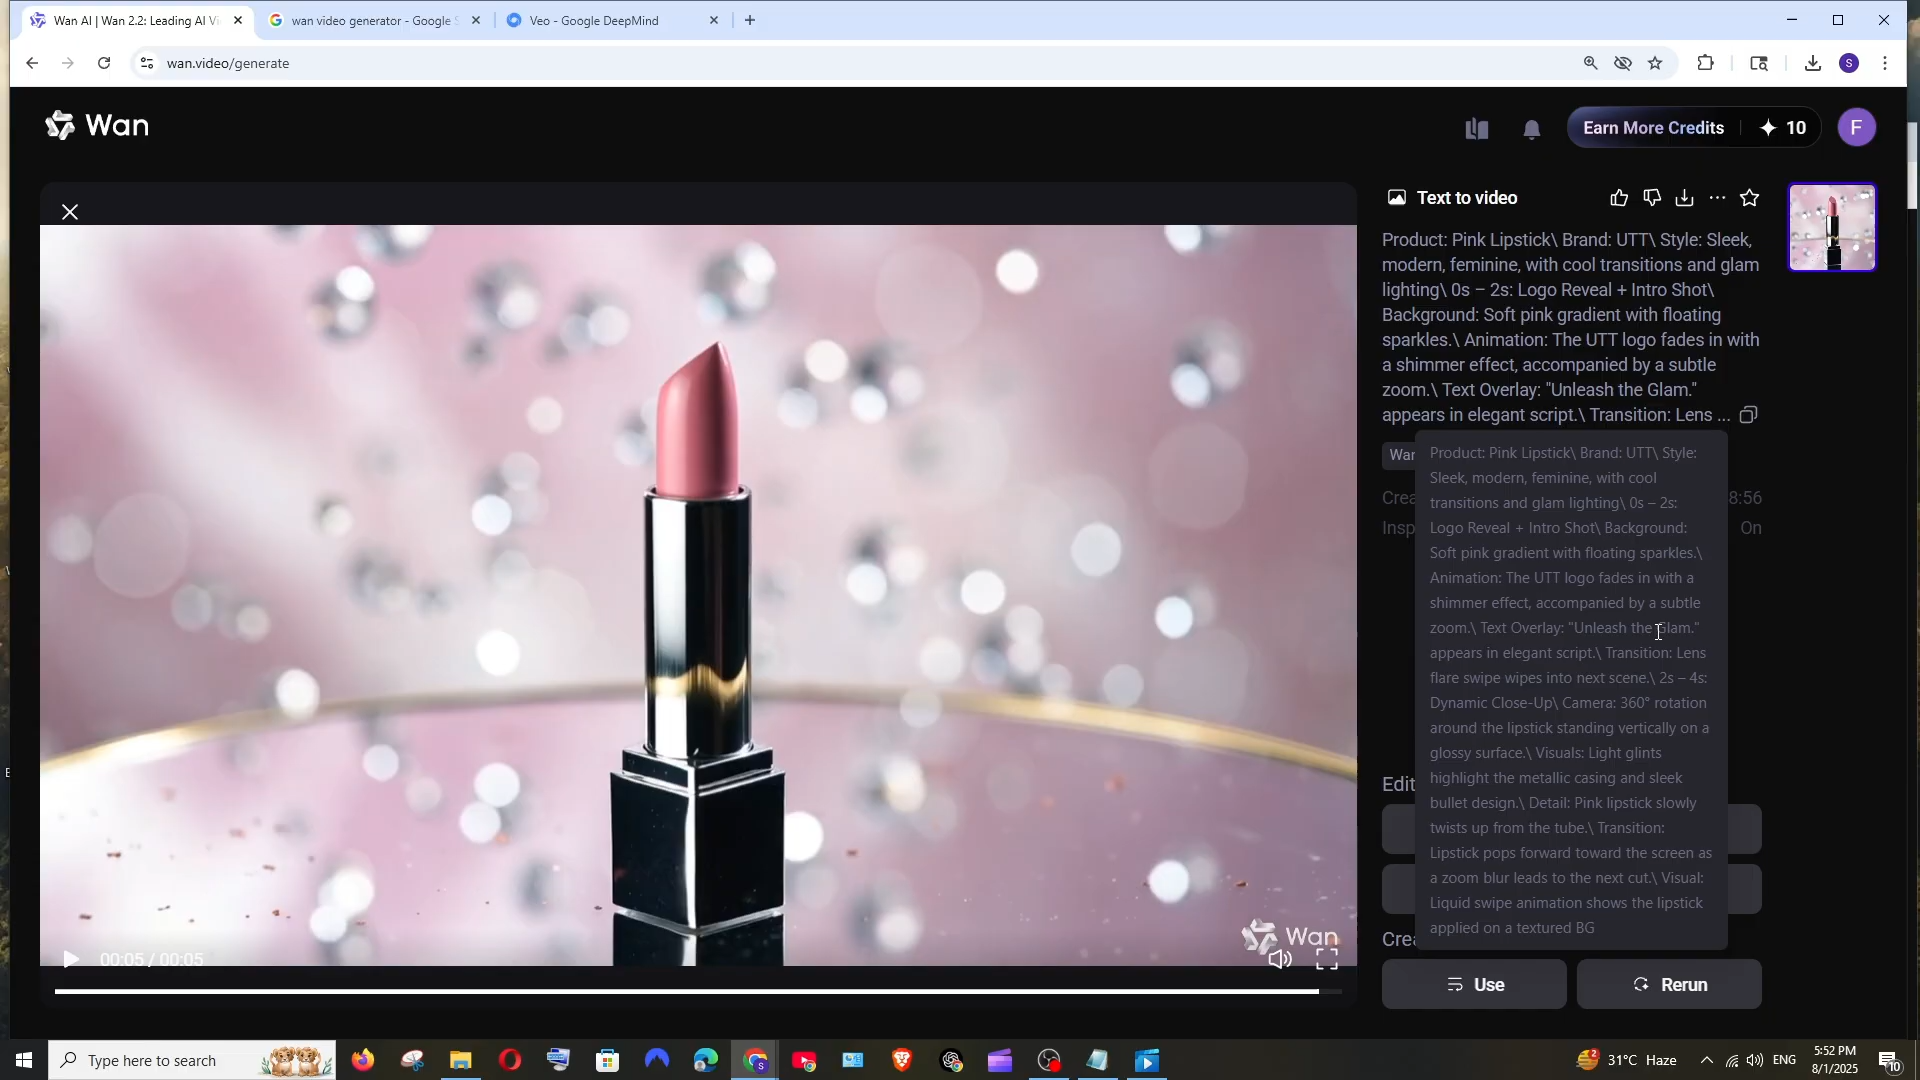 Wan AI | Wan 2.2: Leading AI Vi
wan video generator - Google S
Veo - Google DeepMind
wan.video/generate
S
Wan
Earn More Credits
10
F
Text to video
Product: Pink Lipstick\ Brand: UTT\ Style: Sleek,
modern, feminine, with cool transitions and glam
lighting\ 0s – 2s: Logo Reveal + Intro Shot\
Background: Soft pink gradient with floating
sparkles.\ Animation: The UTT logo fades in with
a shimmer effect, accompanied by a subtle
zoom.\ Text Overlay: "Unleash the Glam."
appears in elegant script.\ Transition: Lens ...
Wan
Crea
8:56
Insp
On
Product: Pink Lipstick\ Brand: UTT\ Style:
Sleek, modern, feminine, with cool
transitions and glam lighting\ 0s – 2s:
Logo Reveal + Intro Shot\ Background:
Soft pink gradient with floating sparkles.\
Animation: The UTT logo fades in with a
shimmer effect, accompanied by a subtle
zoom.\ Text Overlay: "Unleash the Glam."
appears in elegant script.\ Transition: Lens
flare swipe wipes into next scene.\ 2s – 4s:
Dynamic Close-Up\ Camera: 360° rotation
around the lipstick standing vertically on a
glossy surface.\ Visuals: Light glints
highlight the metallic casing and sleek
bullet design.\ Detail: Pink lipstick slowly
twists up from the tube.\ Transition:
Lipstick pops forward toward the screen as
a zoom blur leads to the next cut.\ Visual:
Liquid swipe animation shows the lipstick
applied on a textured BG
Edit
Crea
Use
Rerun
Wan
00:05 / 00:05
Type here to search
31°C Haze
ENG
5:52 PM
8/1/2025
10